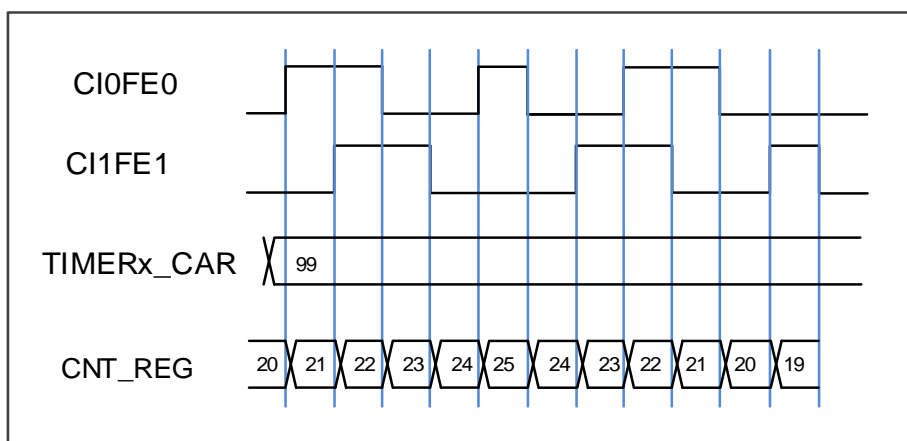 CI0FE0
CI1FE1
TIMERx_CAR 99
CNT_REG 20 21 22 23 24 25 24 23 22 21 20 19